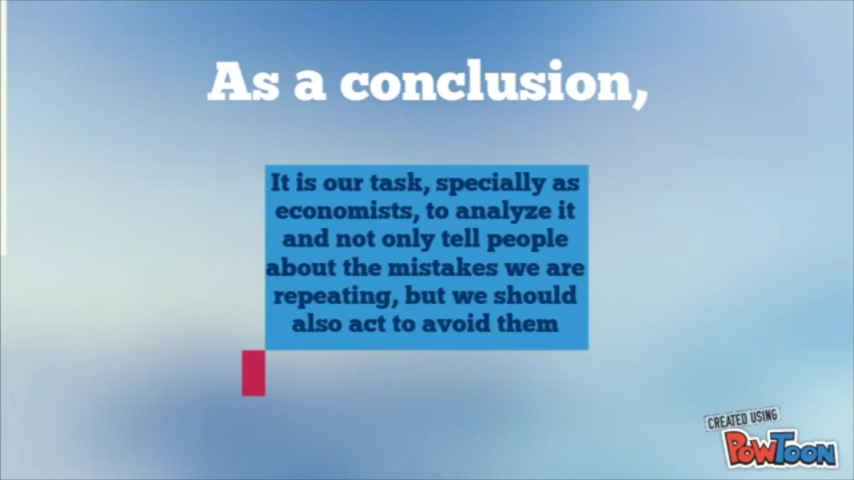 As a conclusion,
It is our task, specially as
economists, to analyze it
and not only tell people
about the mistakes we are
repeating, but we should
also act to avoid them
CREATED USING
POWTOON